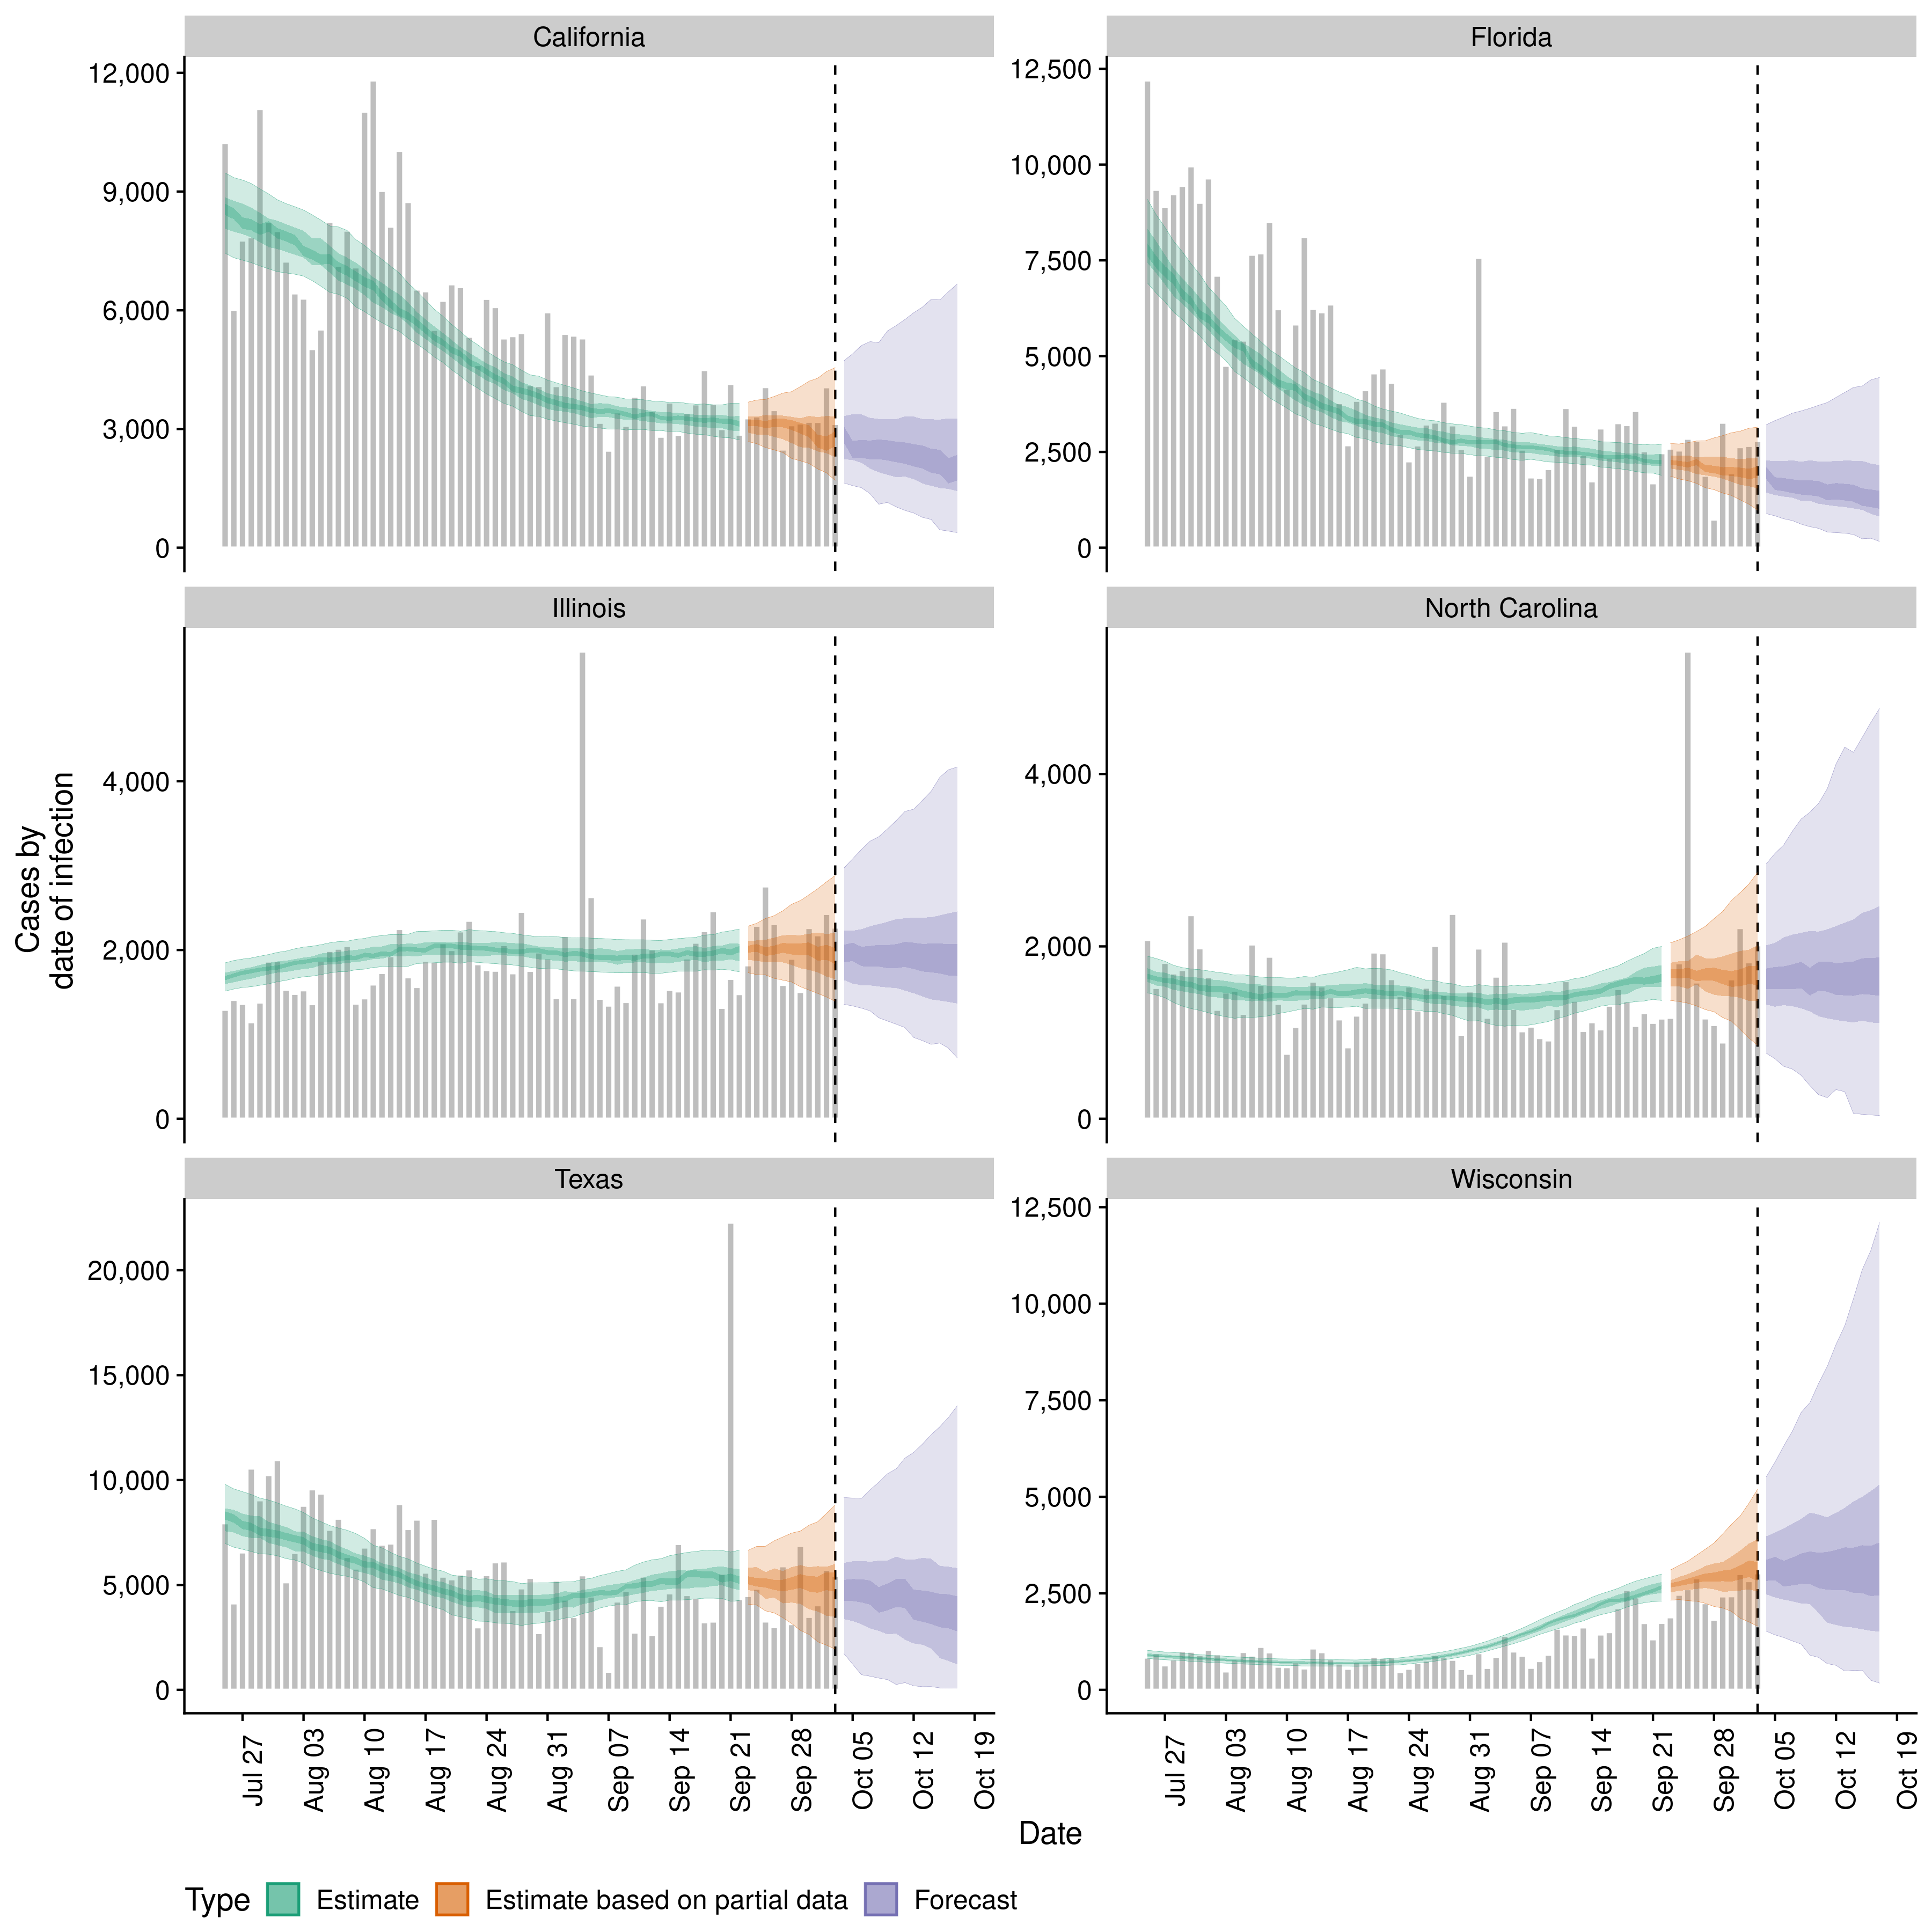 California
Florida
12,000
9,000
6,000
3,000
0
12,500
10,000
7,500
5,000
2,500
0
Illinois
North Carolina
4,000
2,000
0
4,000
2,000
0
Cases by
date of infection
Texas
Wisconsin
20,000
15,000
10,000
5,000
0
12,500
10,000
7,500
5,000
2,500
0
Jul 27
Aug 03
Aug 10
Aug 17
Aug 24
Aug 31
Sep 07
Sep 14
Sep 21
Sep 28
Oct 05
Oct 12
Oct 19
Jul 27
Aug 03
Aug 10
Aug 17
Aug 24
Aug 31
Sep 07
Sep 14
Sep 21
Sep 28
Oct 05
Oct 12
Oct 19
Date
Type Estimate Estimate based on partial data Forecast